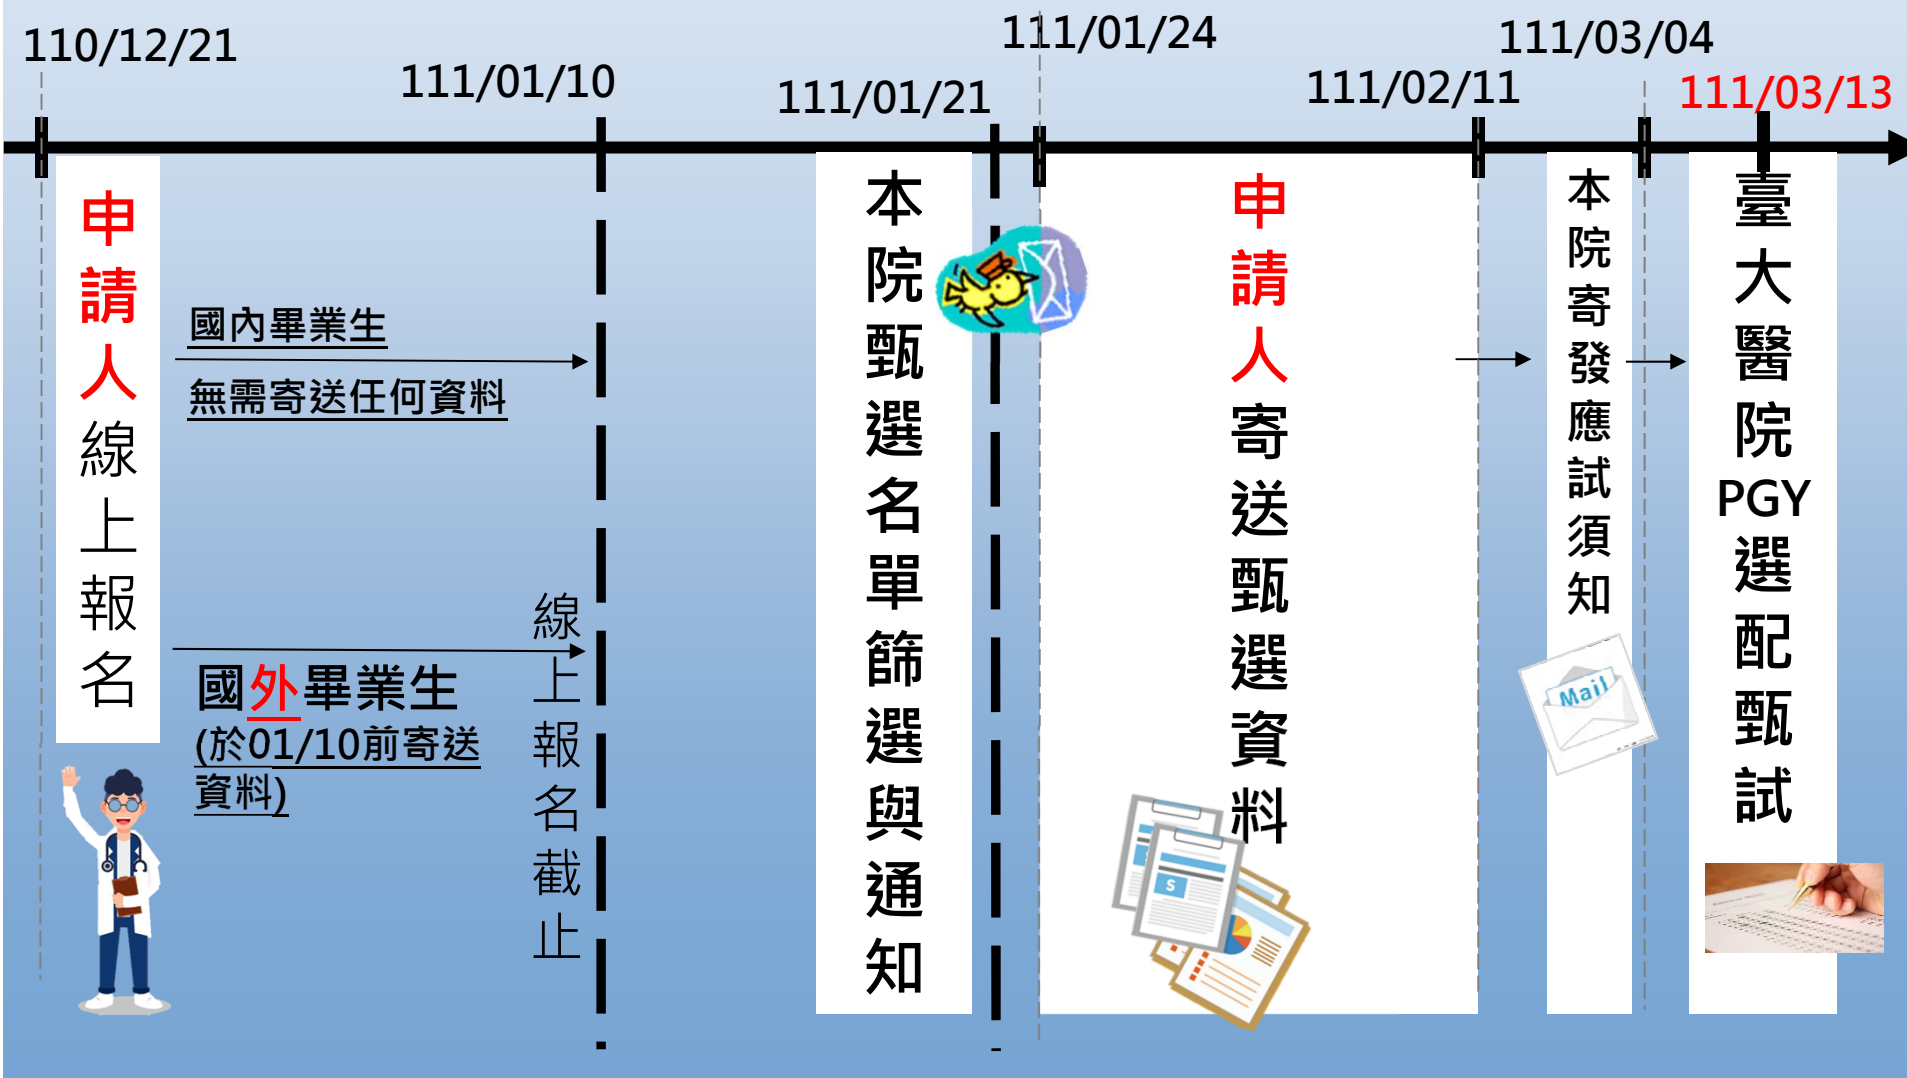 110/12/21
111/01/10
111/01/21
111/01/24
111/02/11
111/03/04
111/03/13
申請人線上報名
國內畢業生
無需寄送任何資料
國外畢業生
(於01/10前寄送
資料)
線上報名截止
本院甄選名單篩選與通知
申請人寄送甄選資料
本院寄發應試須知
Mail
臺大醫院PGY選配甄試
S